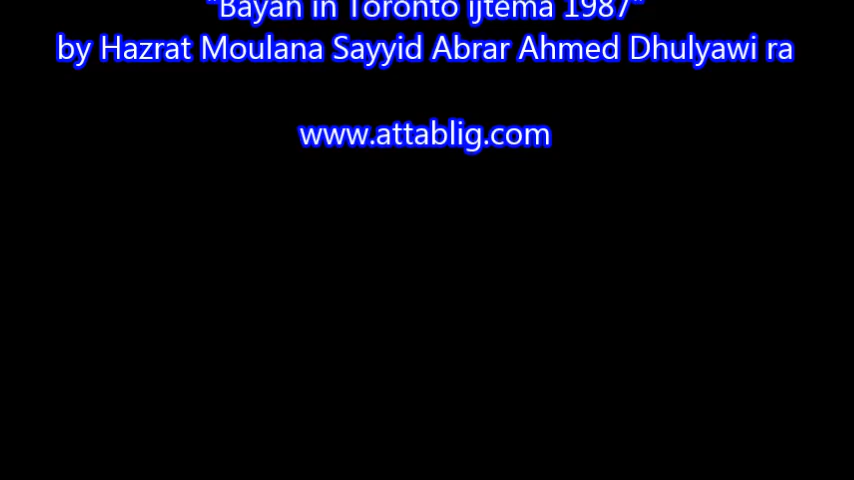 "Bayan in Toronto ijtema 1987"
by Hazrat Moulana Sayyid Abrar Ahmed Dhulyawi ra
www.attablig.com